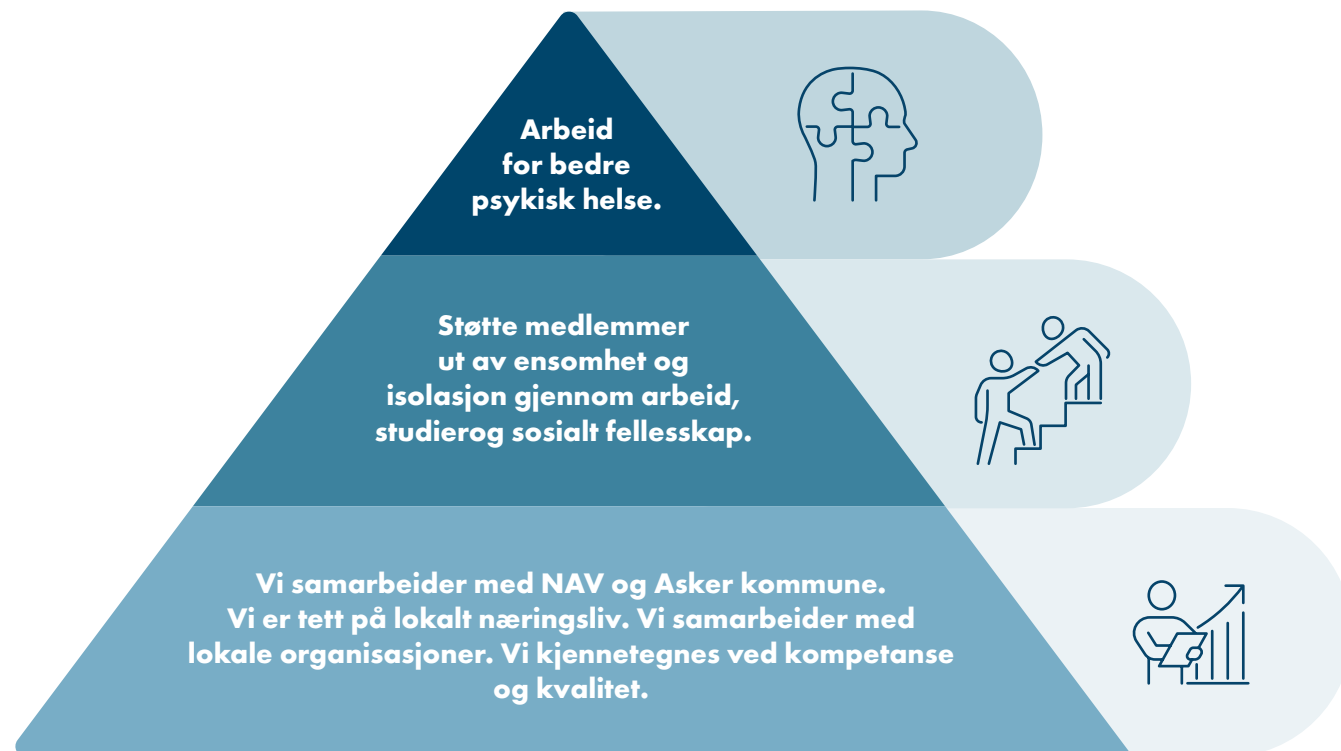 Arbeid
for bedre
psykisk helse.
Støtte medlemmer
ut av ensomhet og
isolasjon gjennom arbeid,
studierog sosialt fellesskap.
Vi samarbeider med NAV og Asker kommune.
Vi er tett på lokalt næringsliv. Vi samarbeider med
lokale organisasjoner. Vi kjennetegnes ved kompetanse
og kvalitet.